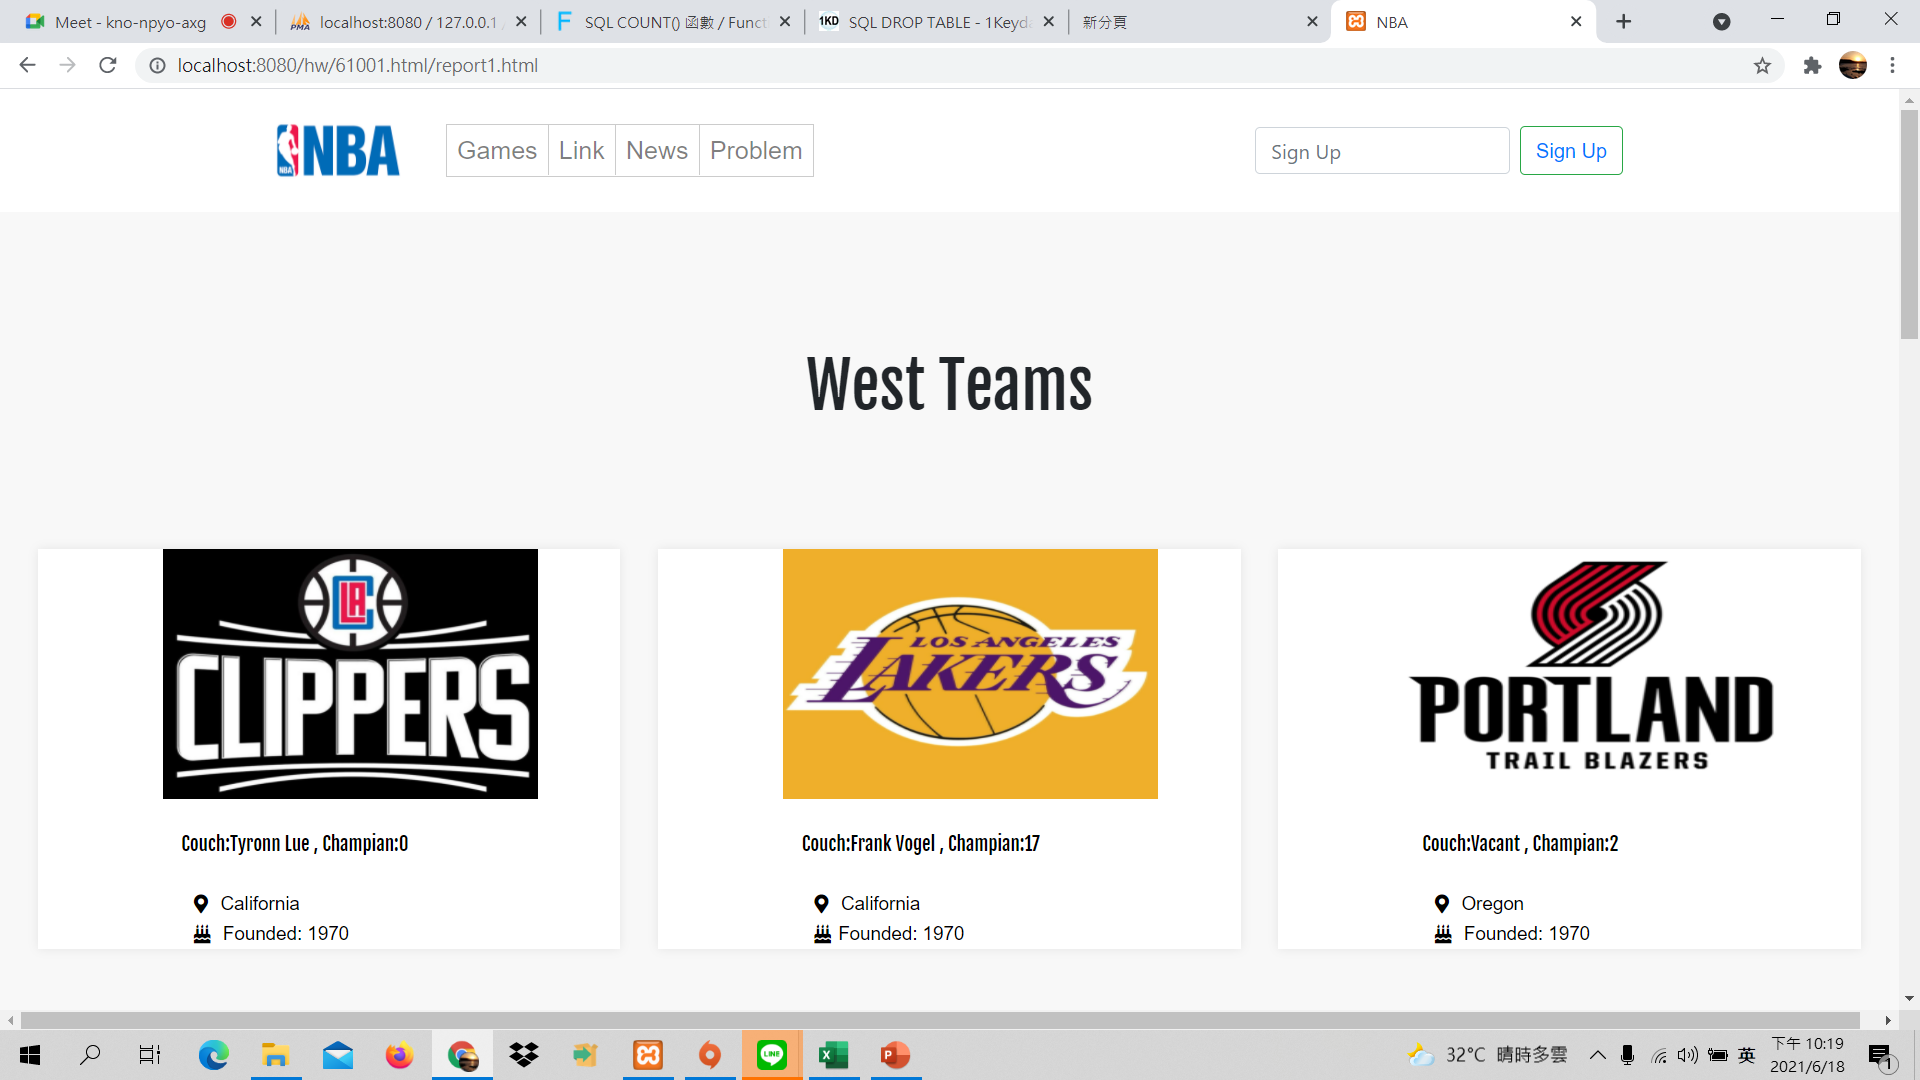 Meet - kno-npyo-axg
localhost:8080 / 127.0.0.1
SQL COUNT() 函數 / Funct
1KD SQL DROP TABLE - 1Keyda
新分頁
NBA
localhost:8080/hw/61001.html/report1.html
NBA
Games Link News Problem
Sign Up
Sign Up
West Teams
LAC
CLIPPERS
LOS ANGELES
LAKERS
PORTLAND
TRAIL BLAZERS
Couch:Tyronn Lue , Champian:0
California
Founded: 1970
Couch:Frank Vogel , Champian:17
California
Founded: 1970
Couch:Vacant , Champian:2
Oregon
Founded: 1970
32°C 晴時多雲
英
下午 10:19
2021/6/18
1